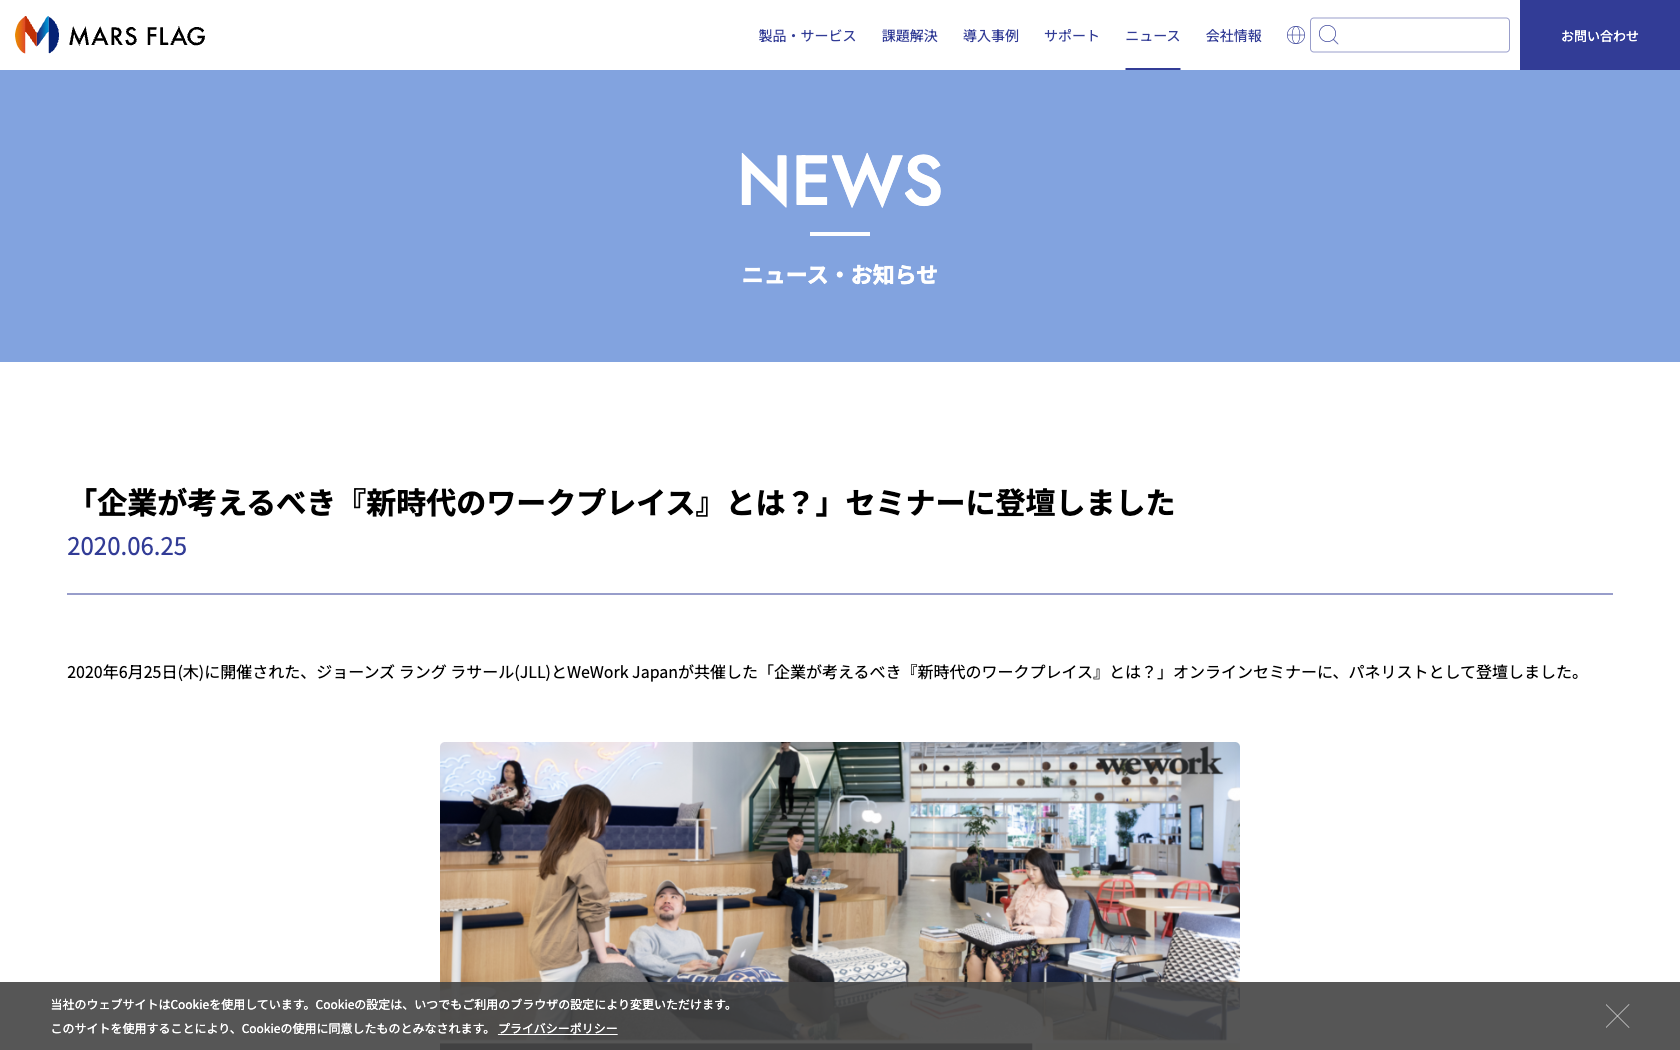 MARS FLAG
製品・サービス
課題解決
導入事例
サポート
ニュース
会社情報
お問い合わせ
NEWS
ニュース・お知らせ
「企業が考えるべき『新時代のワークプレイス』とは？」セミナーに登壇しました
2020.06.25
2020年6月25日(木)に開催された、ジョーンズ ラング ラサール(JLL)とWeWork Japanが共催した「企業が考えるべき『新時代のワークプレイス』とは？」オンラインセミナーに、パネリストとして登壇しました。
wework
当社のウェブサイトはCookieを使用しています。Cookieの設定は、いつでもご利用のブラウザの設定により変更いただけます。
このサイトを使用することにより、Cookieの使用に同意したものとみなされます。 プライバシーポリシー